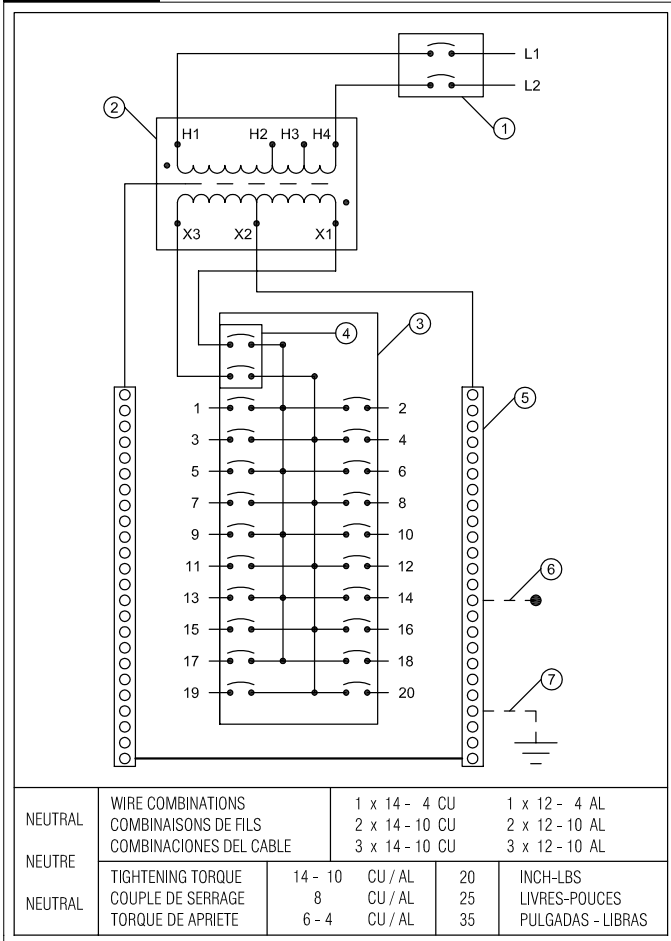 L1
L2
1
2
H1 H2 H3 H4
X3 X2 X1
4
3
5
1 2
3 4
5 6
7 8
9 10
11 12
13 14
15 16
17 18
19 20
6
7
NEUTRAL
NEUTRE
NEUTRAL
WIRE COMBINATIONS
COMBINAISONS DE FILS
COMBINACIONES DEL CABLE
1 x 14 - 4 CU 1 x 12 - 4 AL
2 x 14 - 10 CU 2 x 12 - 10 AL
3 x 14 - 10 CU 3 x 12 - 10 AL
TIGHTENING TORQUE
COUPLE DE SERRAGE
TORQUE DE APRIETE
14 - 10 CU / AL 20 INCH-LBS
8 CU / AL 25 LIVRES-POUCES
6 - 4 CU / AL 35 PULGADAS - LIBRAS